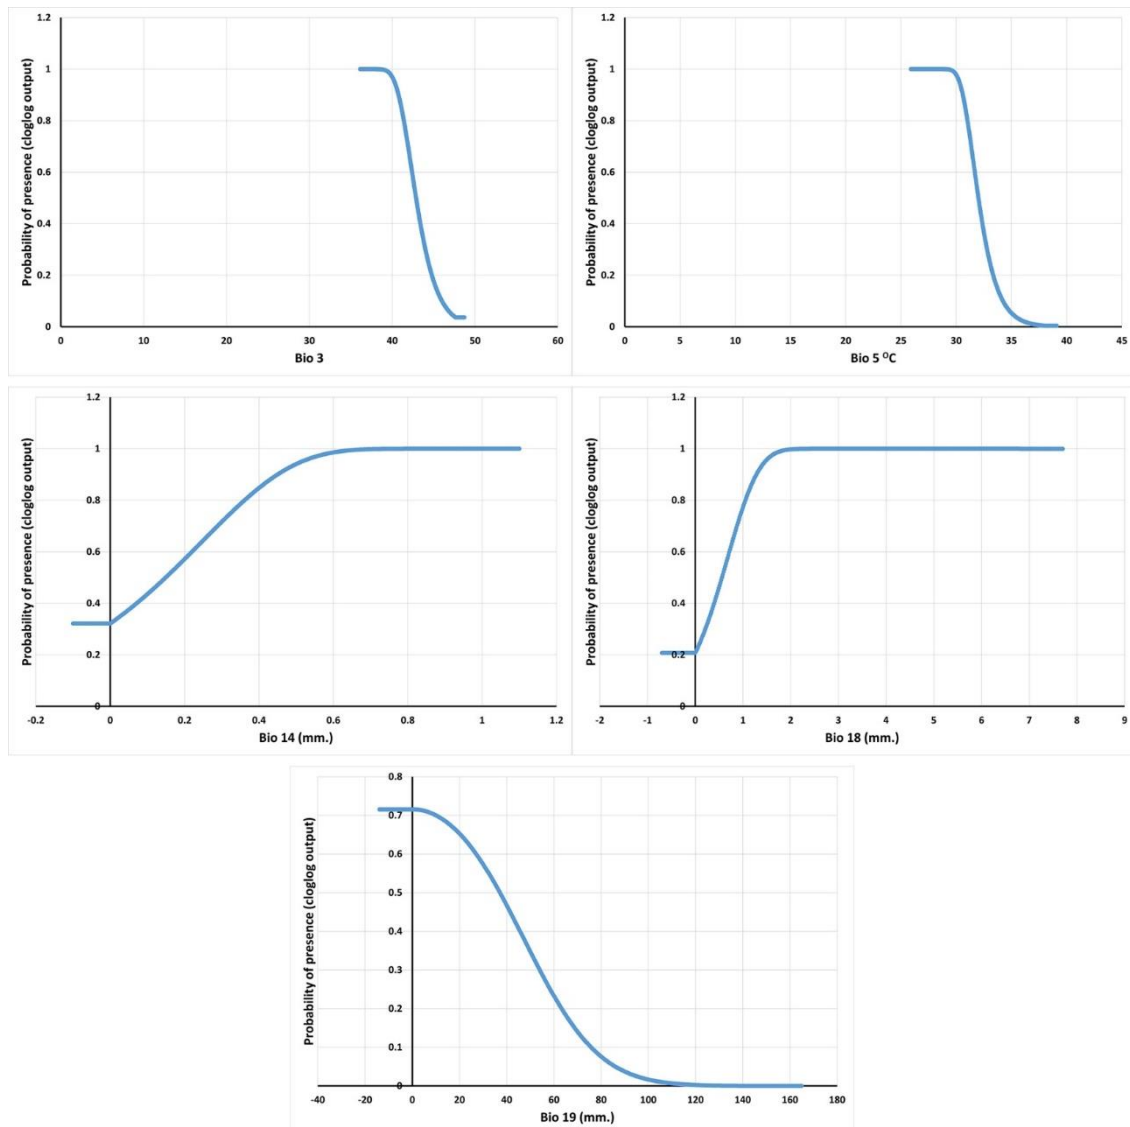 Probability of presence (cloglog output)
1.2
1
0.8
0.6
0.4
0.2
0
0 10 20 30 40 50 60
Bio 3
Probability of presence (cloglog output)
1.2
1
0.8
0.6
0.4
0.2
0
0 5 10 15 20 25 30 35 40 45
Bio 5 ᴼC
Probability of presence (cloglog output)
1.2
1
0.8
0.6
0.4
0.2
0
-0.2 0 0.2 0.4 0.6 0.8 1 1.2
Bio 14 (mm.)
Probability of presence (cloglog output)
1.2
1
0.8
0.6
0.4
0.2
0
-2 -1 0 1 2 3 4 5 6 7 8 9
Bio 18 (mm.)
Probability of presence (cloglog output)
0.8
0.7
0.6
0.5
0.4
0.3
0.2
0.1
0
-40 -20 0 20 40 60 80 100 120 140 160 180
Bio 19 (mm.)